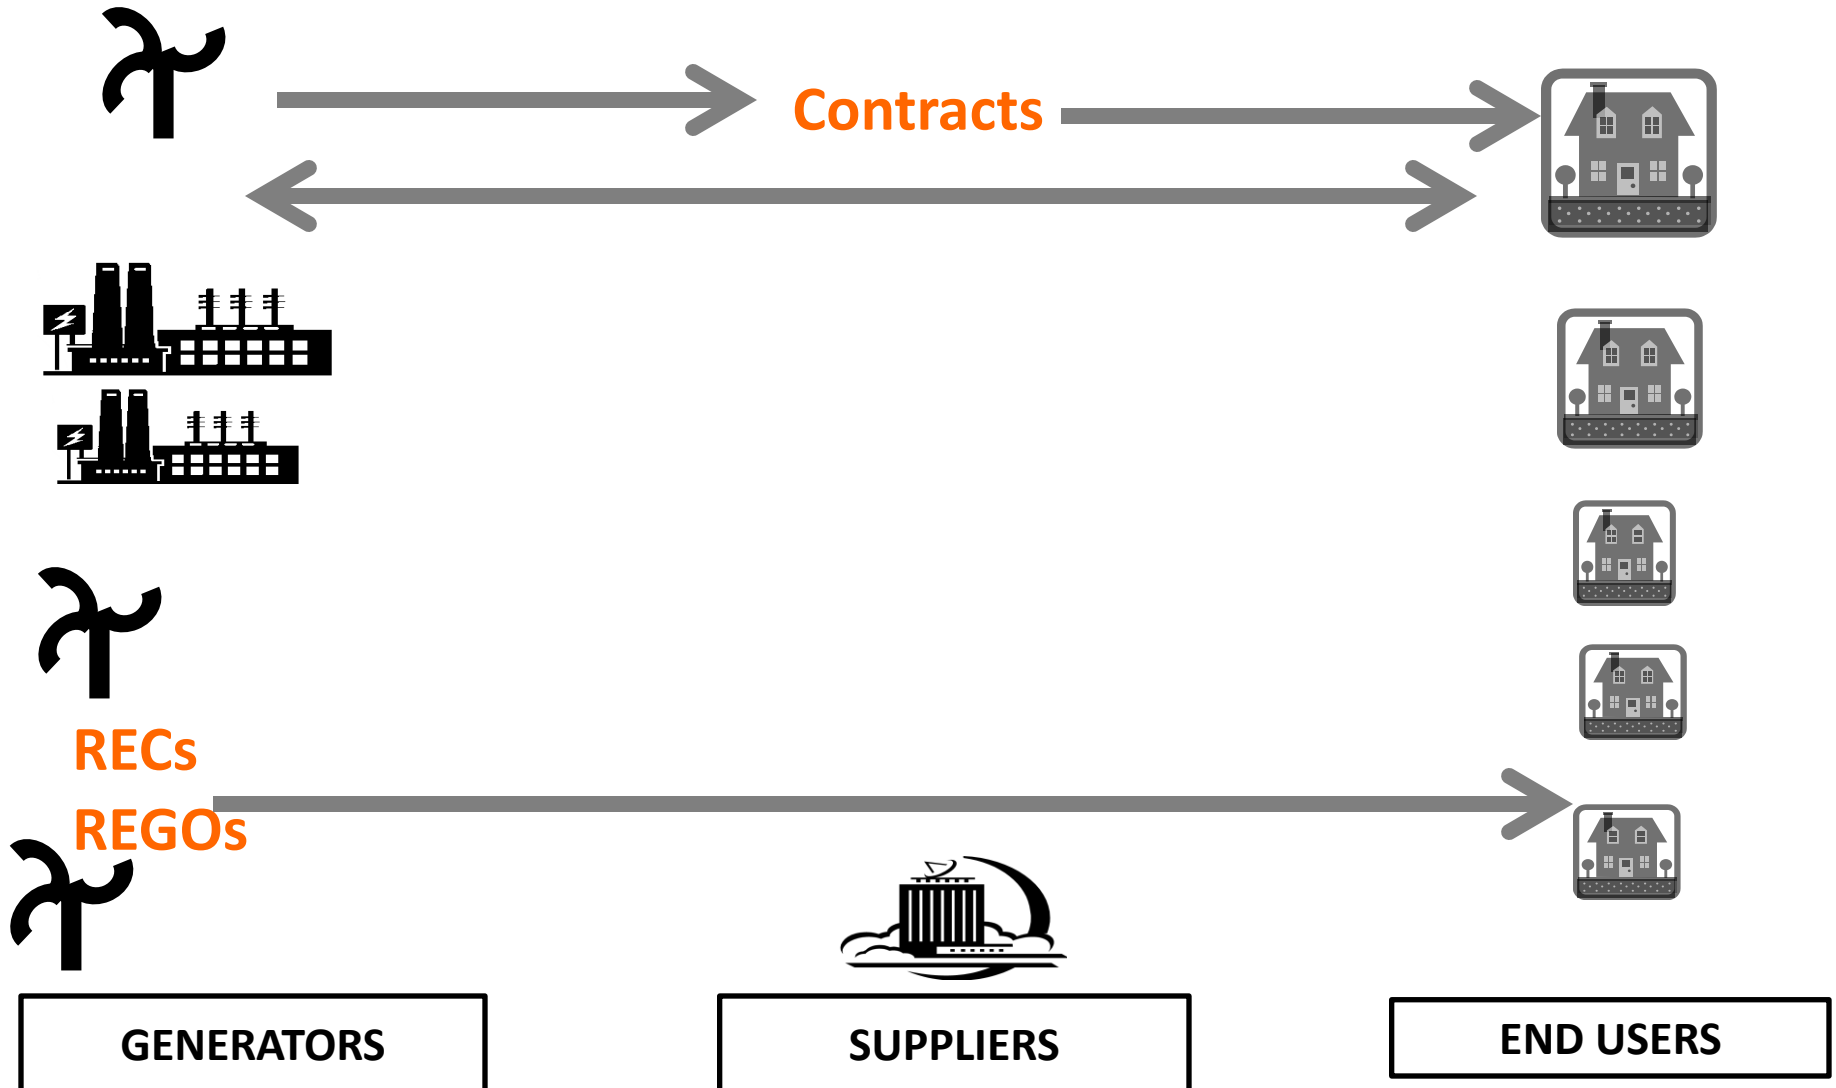 Contracts
RECs
REGOs
GENERATORS
SUPPLIERS
END USERS